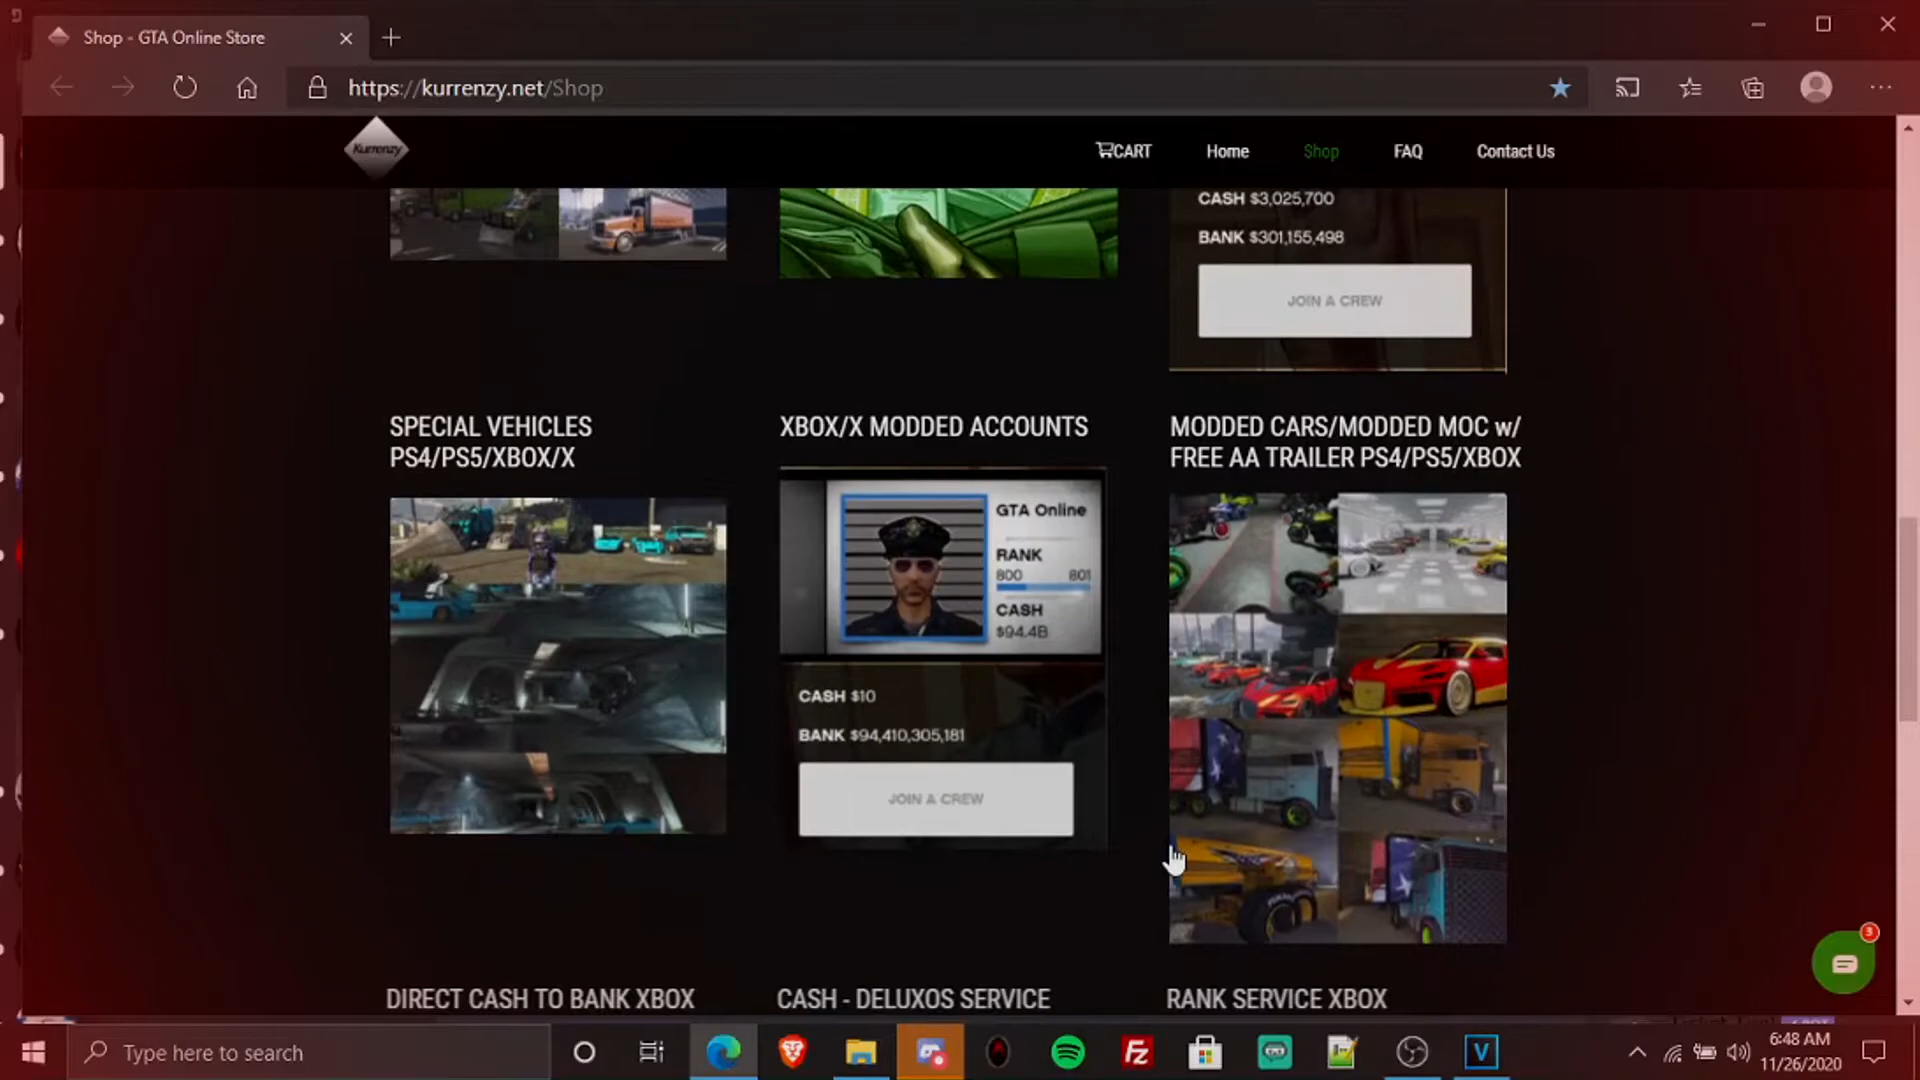 Shop - GTA Online Store
https://kurrenzy.net/Shop
Kurrenzy
CART
Home
Shop
FAQ
Contact Us
CASH $3,025,700
BANK $301,155,498
JOIN A CREW
SPECIAL VEHICLES
PS4/PS5/XBOX/X
XBOX/X MODDED ACCOUNTS
MODDED CARS/MODDED MOC w/
FREE AA TRAILER PS4/PS5/XBOX
GTA Online
RANK
800 801
CASH
$94.4B
CASH $10
BANK $94,410,305,181
JOIN A CREW
3
DIRECT CASH TO BANK XBOX
CASH - DELUXOS SERVICE
RANK SERVICE XBOX
Type here to search
Fz
V
6:48 AM
11/26/2020